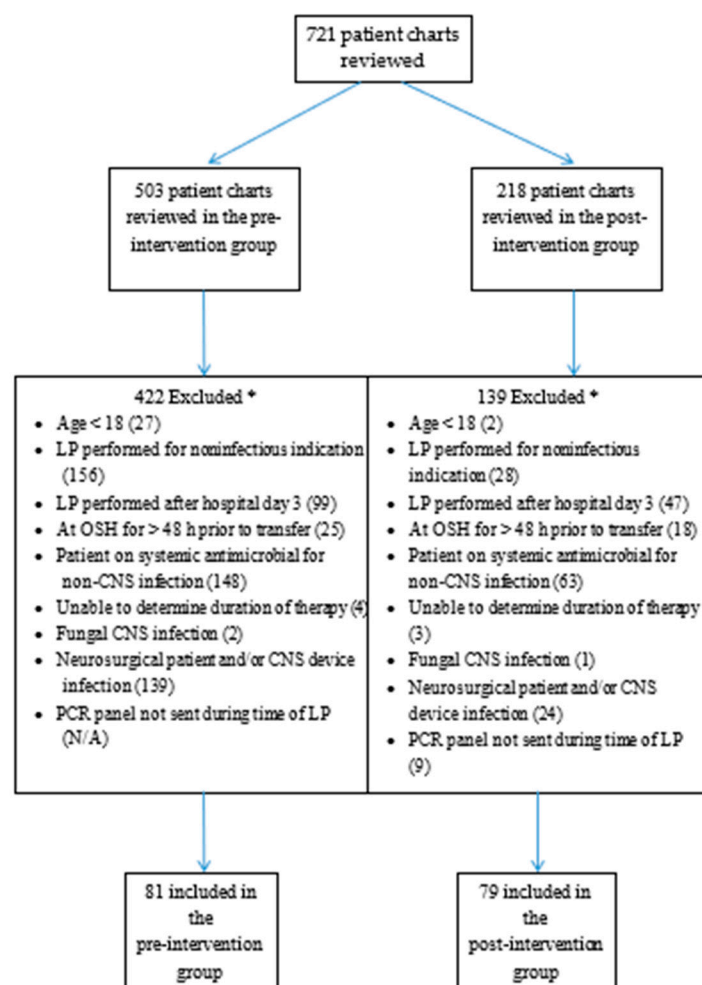 721 patient charts
reviewed
503 patient charts
reviewed in the pre-
intervention group
218 patient charts
reviewed in the post-
intervention group
422 Excluded *
• Age < 18 (27)
• LP performed for noninfectious indication
(156)
• LP performed after hospital day 3 (99)
• At OSH for > 48 h prior to transfer (25)
• Patient on systemic antimicrobial for
non-CNS infection (148)
• Unable to determine duration of therapy (4)
• Fungal CNS infection (2)
• Neurosurgical patient and/or CNS device
infection (139)
• PCR panel not sent during time of LP
(N/A)
139 Excluded *
• Age < 18 (2)
• LP performed for noninfectious
indication (28)
• LP performed after hospital day 3 (47)
• At OSH for > 48 h prior to transfer (18)
• Patient on systemic antimicrobial for
non-CNS infection (63)
• Unable to determine duration of therapy
(3)
• Fungal CNS infection (1)
• Neurosurgical patient and/or CNS
device infection (24)
• PCR panel not sent during time of LP
(9)
81 included in
the
pre-intervention
group
79 included in
the
post-intervention
group